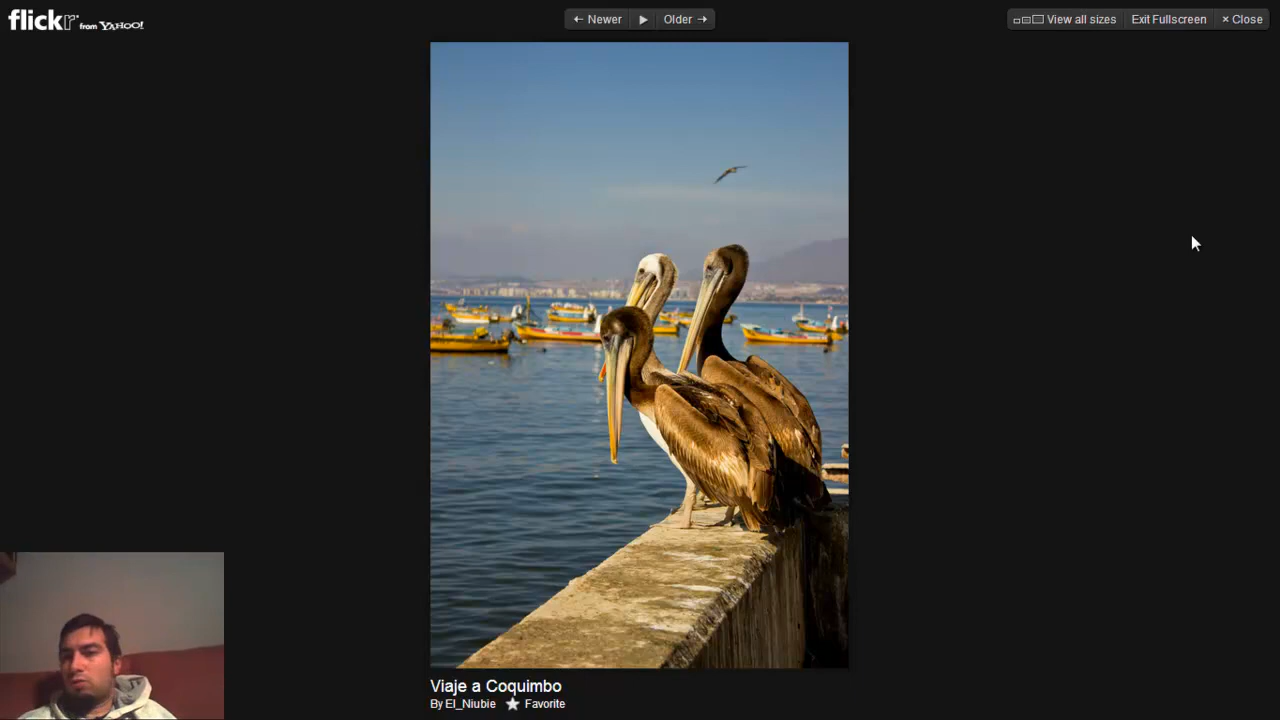 flickr from YAHOO!
← Newer
Older →
View all sizes
Exit Fullscreen
× Close
Viaje a Coquimbo
By El_Niubie
★ Favorite